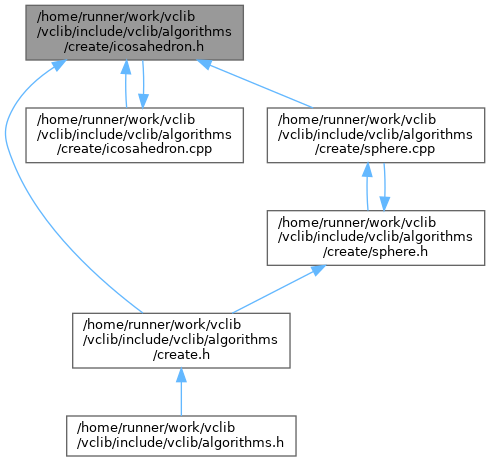 /home/runner/work/vclib
/vclib/include/vclib/algorithms
/create/icosahedron.h
/home/runner/work/vclib
/vclib/include/vclib/algorithms
/create/icosahedron.cpp
/home/runner/work/vclib
/vclib/include/vclib/algorithms
/create/sphere.cpp
/home/runner/work/vclib
/vclib/include/vclib/algorithms
/create/sphere.h
/home/runner/work/vclib
/vclib/include/vclib/algorithms
/create.h
/home/runner/work/vclib
/vclib/include/vclib/algorithms.h